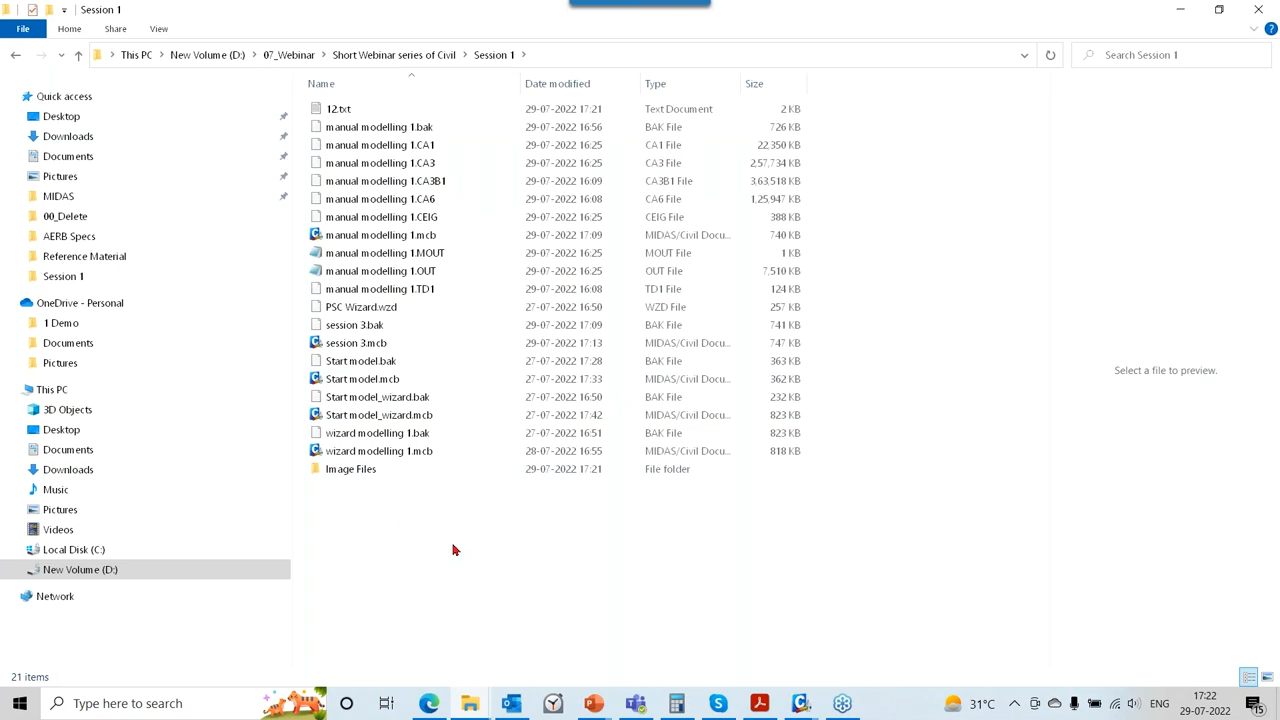 Session 1
File Home Share View
This PC New Volume (D:) 07_Webinar Short Webinar series of Civil Session 1 Search Session 1
Name Date modified Type Size
Quick access
Desktop
Downloads
Documents
Pictures
MIDAS
00_Delete
AERB Specs
Reference Material
Session 1
OneDrive - Personal
1 Demo
Documents
Pictures
This PC
3D Objects
Desktop
Documents
Downloads
Music
Pictures
Videos
Local Disk (C:)
New Volume (D:)
Network
12.txt 29-07-2022 17:21 Text Document 2 KB
manual modelling 1.bak 29-07-2022 16:56 BAK File 726 KB
manual modelling 1.CA1 29-07-2022 16:25 CA1 File 22,350 KB
manual modelling 1.CA3 29-07-2022 16:25 CA3 File 2,57,734 KB
manual modelling 1.CA3B1 29-07-2022 16:09 CA3B1 File 3,63,518 KB
manual modelling 1.CA6 29-07-2022 16:08 CA6 File 1,25,947 KB
manual modelling 1.CEIG 29-07-2022 16:25 CEIG File 388 KB
manual modelling 1.mcb 29-07-2022 17:09 MIDAS/Civil Docu... 740 KB
manual modelling 1.MOUT 29-07-2022 16:25 MOUT File 1 KB
manual modelling 1.OUT 29-07-2022 16:25 OUT File 7,510 KB
manual modelling 1.TD1 29-07-2022 16:08 TD1 File 124 KB
PSC Wizard.wzd 27-07-2022 16:50 WZD File 257 KB
session 3.bak 29-07-2022 17:09 BAK File 741 KB
session 3.mcb 29-07-2022 17:13 MIDAS/Civil Docu... 747 KB
Start model.bak 27-07-2022 17:28 BAK File 363 KB
Start model.mcb 27-07-2022 17:33 MIDAS/Civil Docu... 362 KB
Start model_wizard.bak 27-07-2022 16:50 BAK File 232 KB
Start model_wizard.mcb 27-07-2022 17:42 MIDAS/Civil Docu... 823 KB
wizard modelling 1.bak 27-07-2022 16:51 BAK File 823 KB
wizard modelling 1.mcb 28-07-2022 16:55 MIDAS/Civil Docu... 818 KB
Image Files 29-07-2022 17:21 File folder
Select a file to preview.
21 items
Type here to search
31°C
17:22
29-07-2022
15